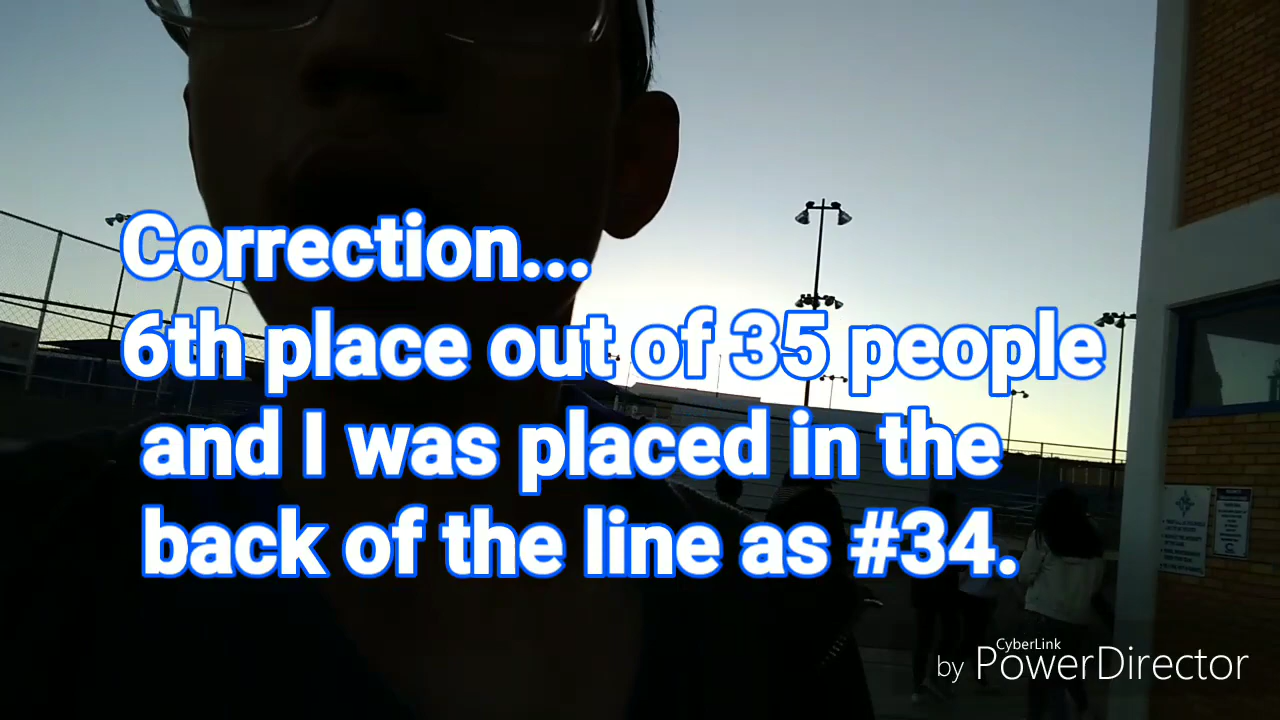 Correction...
6th place out of 35 people
and I was placed in the
back of the line as #34.
CyberLink
by PowerDirector